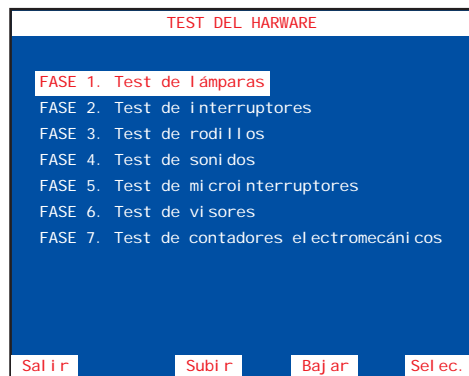 TEST DEL HARWARE
FASE 1. Test de lámparas
FASE 2. Test de interruptores
FASE 3. Test de rodillos
FASE 4. Test de sonidos
FASE 5. Test de microinterruptores
FASE 6. Test de visores
FASE 7. Test de contadores electromecánicos
Salir Subir Bajar Selec.